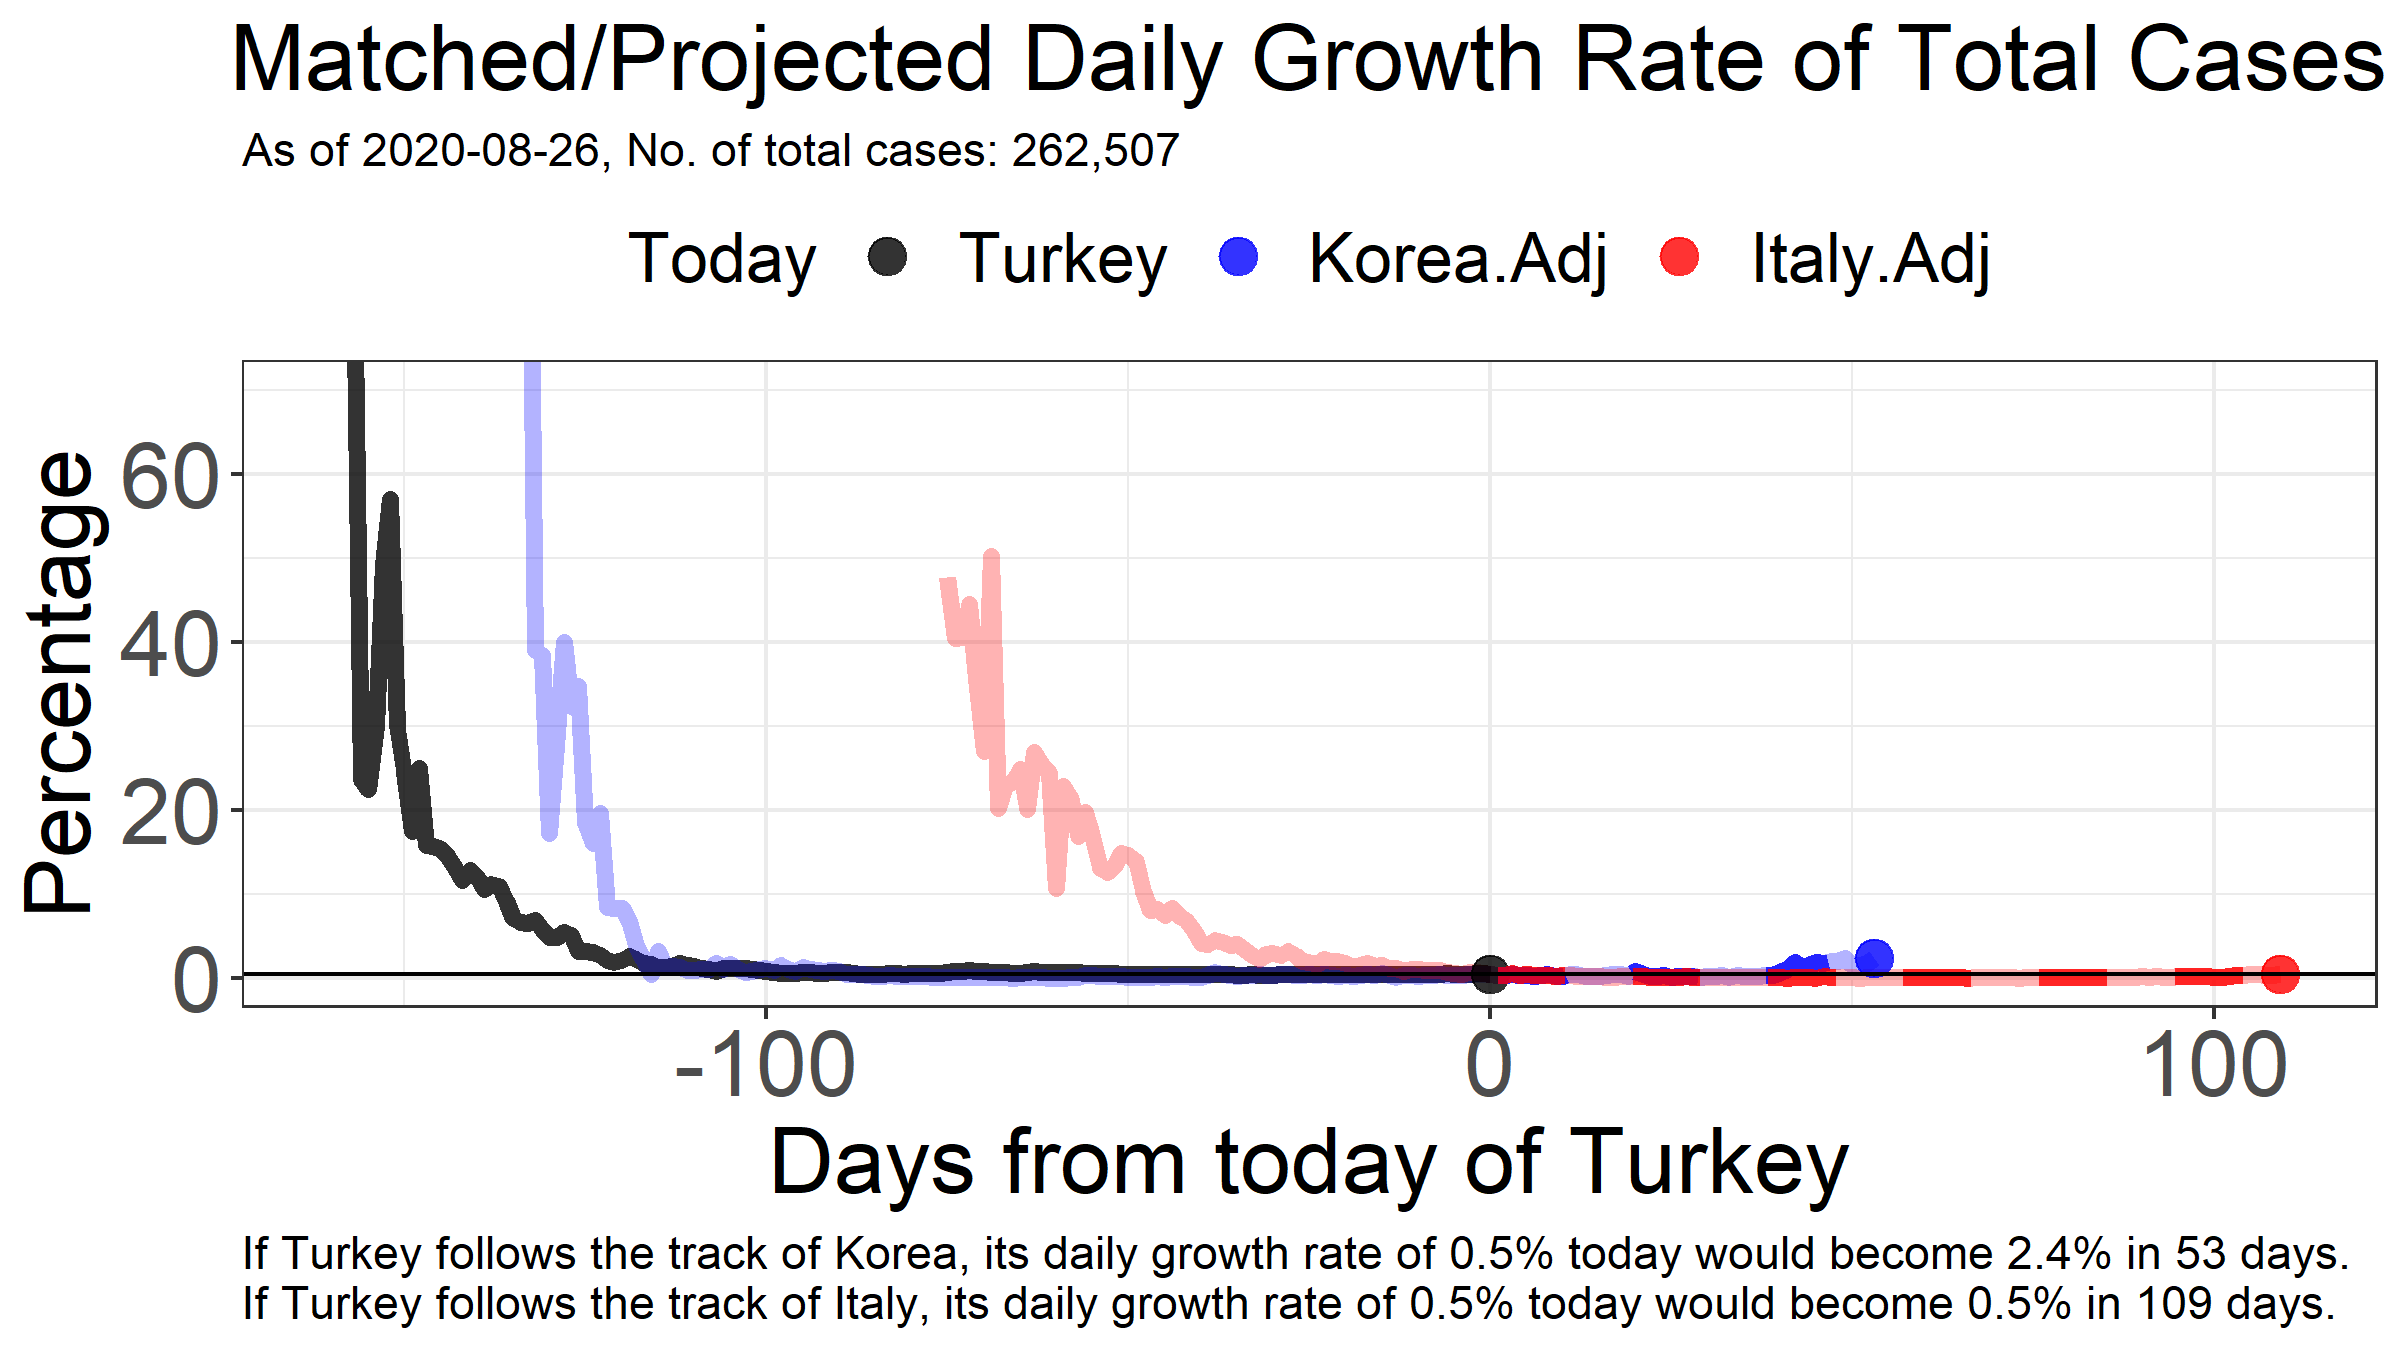 Matched/Projected Daily Growth Rate of Total Cases
As of 2020-08-26, No. of total cases: 262,507
Today Turkey Korea.Adj Italy.Adj
Percentage
60
40
20
0
-100 0 100
Days from today of Turkey
If Turkey follows the track of Korea, its daily growth rate of 0.5% today would become 2.4% in 53 days.
If Turkey follows the track of Italy, its daily growth rate of 0.5% today would become 0.5% in 109 days.